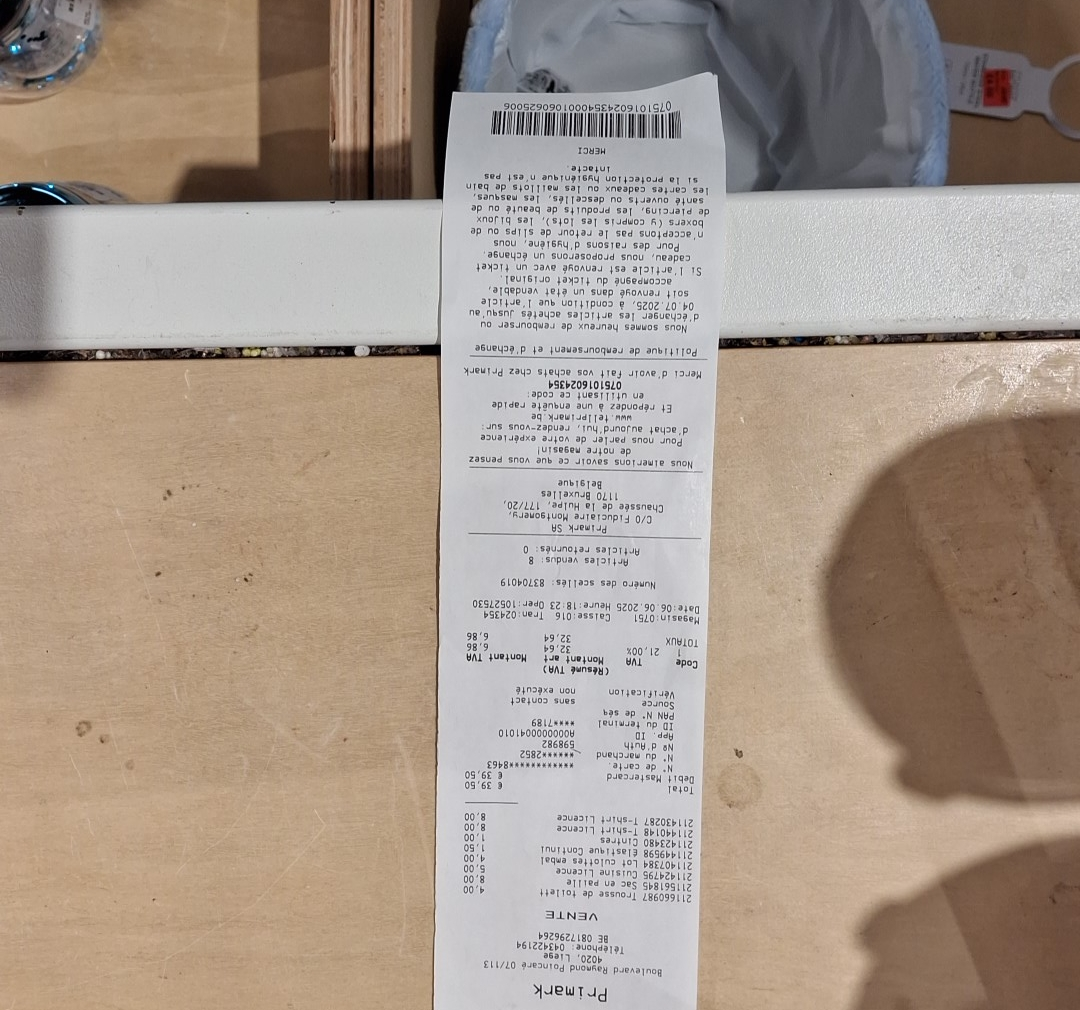 Primark
Boulevard Raymond Poincaré 07/113
4020, Liege
Téléphone: 043422194
BE 0817296264
VENTE
211660987 Trousse de toilett 4,00
211561845 Sac en paille 8,00
211424795 Cuisine Licence 5,00
211407384 Lot culottes embal 4,00
211449598 Élastique Continui 1,50
211423480 Cintres 1,00
211440148 T-shirt Licence 8,00
211430287 T-shirt Licence 8,00
Total € 39,50
Debit Mastercard € 39,50
N° de carte. ************8463
N° du marchand ******2852
Nº d'Auth 598982
App. ID A0000000041010
ID du terminal ****7189
PAN N° de séq
Source sans contact
Vérification non exécuté
(Résumé TVA)
Code TVA Montant art Montant TVA
1 21,00% 32,64 6,86
TOTAUX 32,64 6,86
Magasin:0751 Caisse:016 Tran:024354
Date:06.06.2025 Heure:18:23 Oper:10527530
Numéro des scellés: 83704019
Articles vendus: 8
Articles retournés: 0
Primark SA
C/O Fiduciaire Montgomery,
Chaussée de la Hulpe, 177/20,
1170 Bruxelles
Belgique
Nous aimerions savoir ce que vous pensez
de notre magasin!
Pour nous parler de votre expérience
d'achat aujourd'hui, rendez-vous sur:
www.tellprimark.be
Et répondez à une enquête rapide
en utilisant ce code:
0751016024354
Merci d'avoir fait vos achats chez Primark
Politique de remboursement et d'échange
Nous sommes heureux de rembourser ou
d'échanger les articles achetés jusqu'au
04.07.2025, à condition que l'article
soit renvoyé dans un état vendable,
accompagné du ticket original.
Si l'article est renvoyé avec un ticket
cadeau, nous proposerons un échange.
Pour des raisons d'hygiène, nous
n'acceptons pas le retour de slips ou de
boxers (y compris les lots), les bijoux
de piercing, les produits de beauté ou de
santé ouverts ou descellés, les masques,
les cartes cadeaux ou les maillots de bain
si la protection hygiénique n'est pas
intacte.
MERCI
07510160243540001060625006